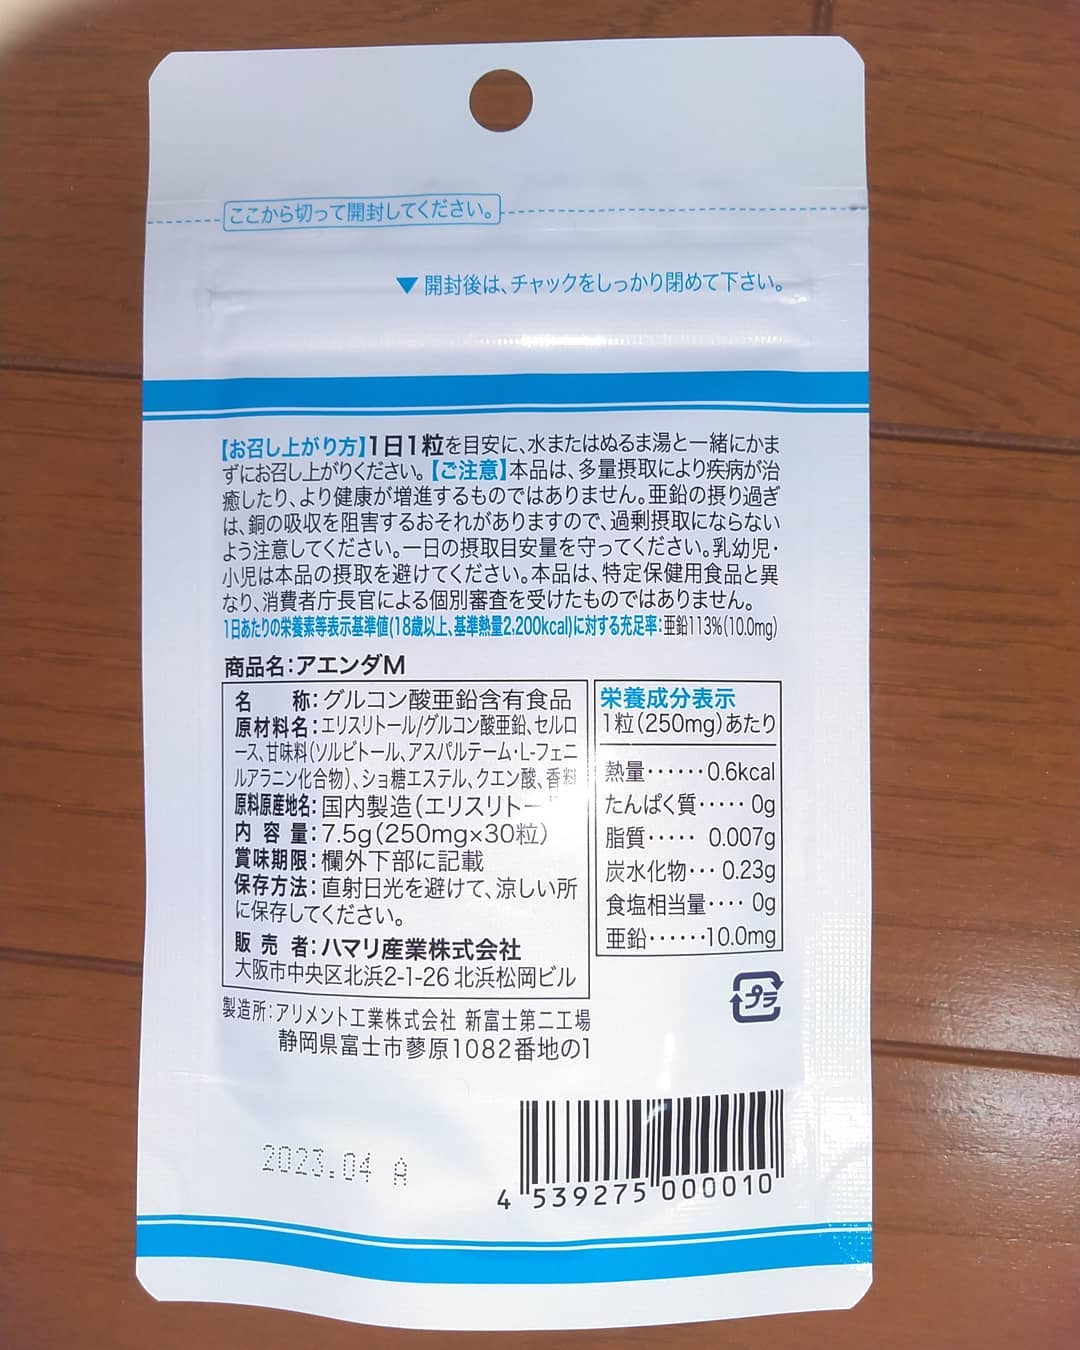 ここから切って開封してください。
▼開封後は、チャックをしっかり閉めて下さい。
【お召し上がり方】1日1粒を目安に、水またはぬるま湯と一緒にかま
ずにお召し上がりください。【ご注意】本品は、多量摂取により疾病が治
癒したり、より健康が増進するものではありません。亜鉛の摂り過ぎ
は、銅の吸収を阻害するおそれがありますので、過剰摂取にならない
よう注意してください。一日の摂取目安量を守ってください。乳幼児・
小児は本品の摂取を避けてください。本品は、特定保健用食品と異
なり、消費者庁長官による個別審査を受けたものではありません。
1日あたりの栄養素等表示基準値(18歳以上、基準熱量2,200kcal)に対する充足率:亜鉛113%(10.0mg)
商品名:アエンダM
名称:グルコン酸亜鉛含有食品
原材料名:エリスリトール/グルコン酸亜鉛、セルロ
ース、甘味料(ソルビトール、アスパルテーム・L-フェニ
ルアラニン化合物)、ショ糖エステル、クエン酸、香料
原料原産地名:国内製造(エリスリトー
内容量:7.5g(250mg×30粒)
賞味期限:欄外下部に記載
保存方法:直射日光を避けて、涼しい所
に保存してください。
販売者:ハマリ産業株式会社
大阪市中央区北浜2-1-26 北浜松岡ビル
栄養成分表示
1粒(250mg)あたり
熱量······0.6kcal
たんぱく質·····0g
脂質·····0.007g
炭水化物···0.23g
食塩相当量····0g
亜鉛······10.0mg
プラ
製造所:アリメント工業株式会社 新富士第二工場
静岡県富士市蓼原1082番地の1
2023.04 A
4 539275 000010